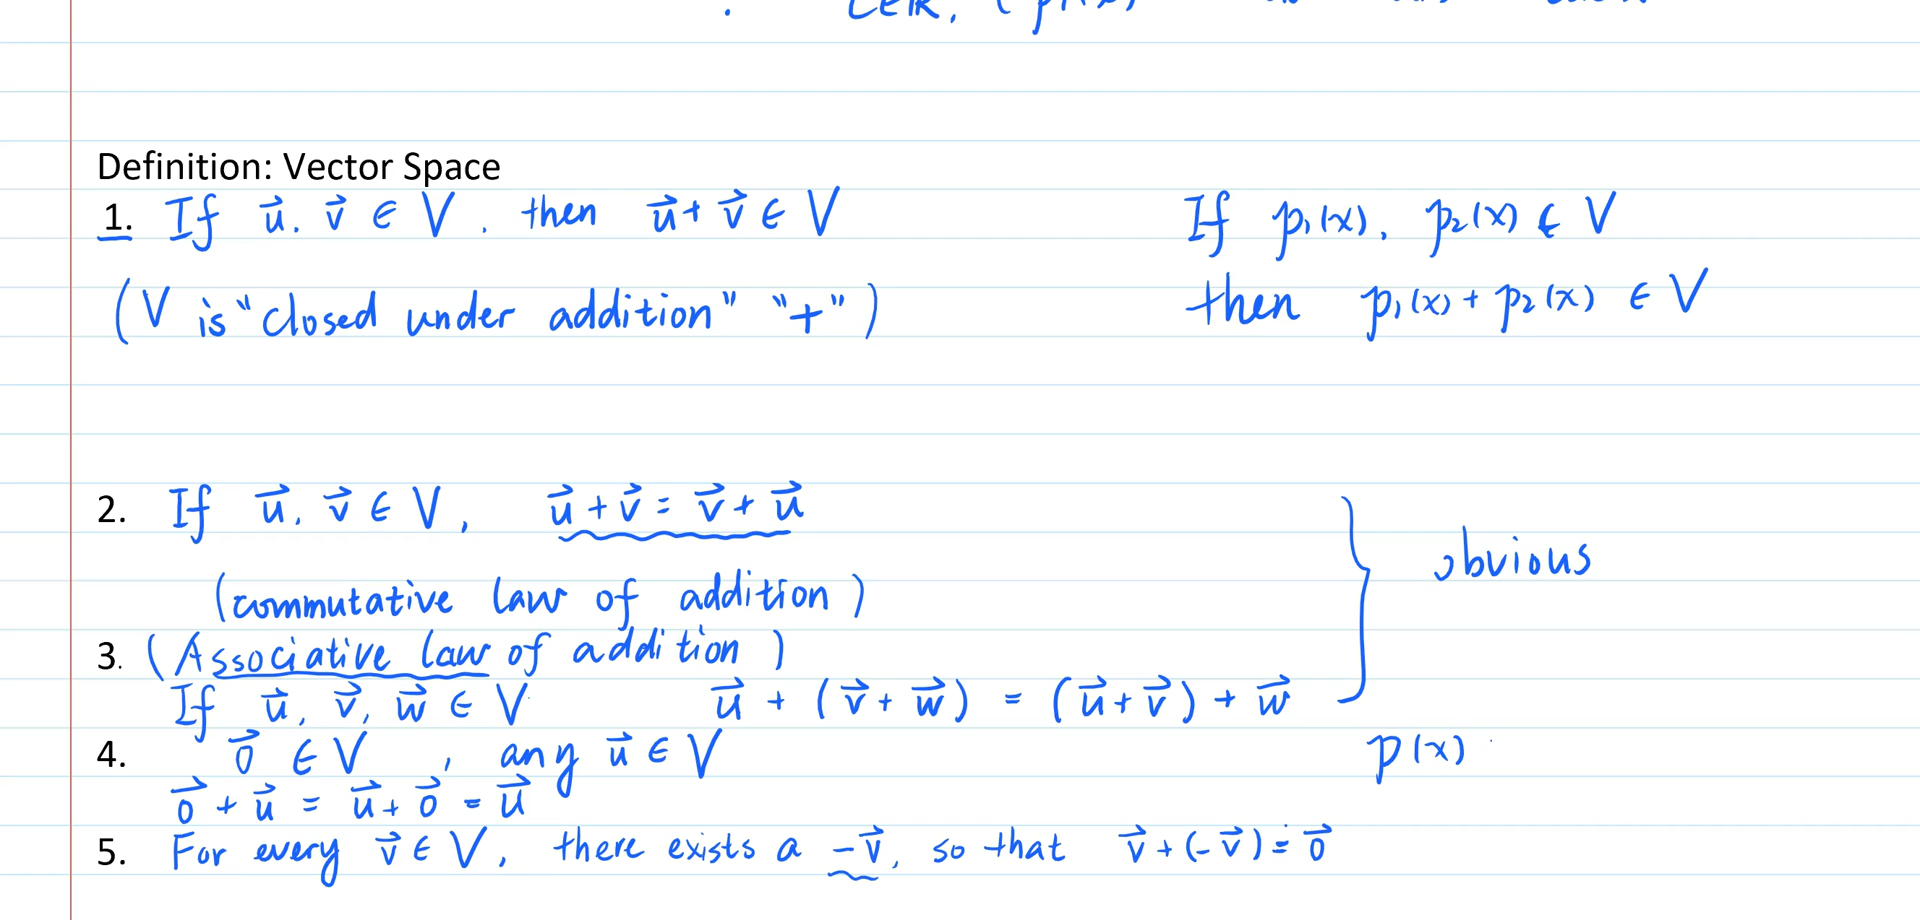 Definition: Vector Space
1. If u⃗, v⃗ ∈ V, then u⃗ + v⃗ ∈ V If p₁(x), p₂(x) ∈ V
(V is "closed under addition" "+") then p₁(x) + p₂(x) ∈ V
2. If u⃗, v⃗ ∈ V, u⃗ + v⃗ = v⃗ + u⃗
obvious
(commutative law of addition)
3. (Associative law of addition)
If u⃗, v⃗, w⃗ ∈ V u⃗ + (v⃗ + w⃗) = (u⃗ + v⃗) + w⃗
4. 0⃗ ∈ V, any u⃗ ∈ V p(x)
0⃗ + u⃗ = u⃗ + 0⃗ = u⃗
5. For every v⃗ ∈ V, there exists a -v⃗, so that v⃗ + (-v⃗) = 0⃗